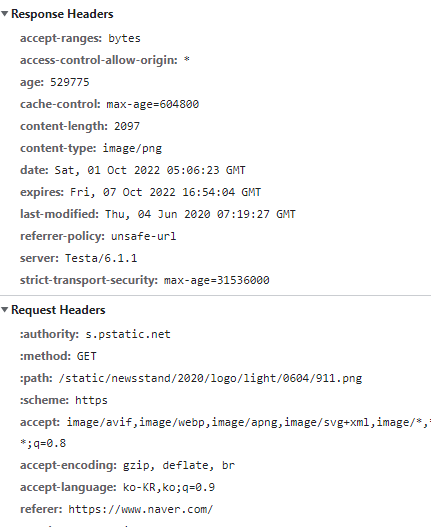 Response Headers
accept-ranges: bytes
access-control-allow-origin: *
age: 529775
cache-control: max-age=604800
content-length: 2097
content-type: image/png
date: Sat, 01 Oct 2022 05:06:23 GMT
expires: Fri, 07 Oct 2022 16:54:04 GMT
last-modified: Thu, 04 Jun 2020 07:19:27 GMT
referrer-policy: unsafe-url
server: Testa/6.1.1
strict-transport-security: max-age=31536000
Request Headers
:authority: s.pstatic.net
:method: GET
:path: /static/newsstand/2020/logo/light/0604/911.png
:scheme: https
accept: image/avif,image/webp,image/apng,image/svg+xml,image/*,*
*;q=0.8
accept-encoding: gzip, deflate, br
accept-language: ko-KR,ko;q=0.9
referer: https://www.naver.com/